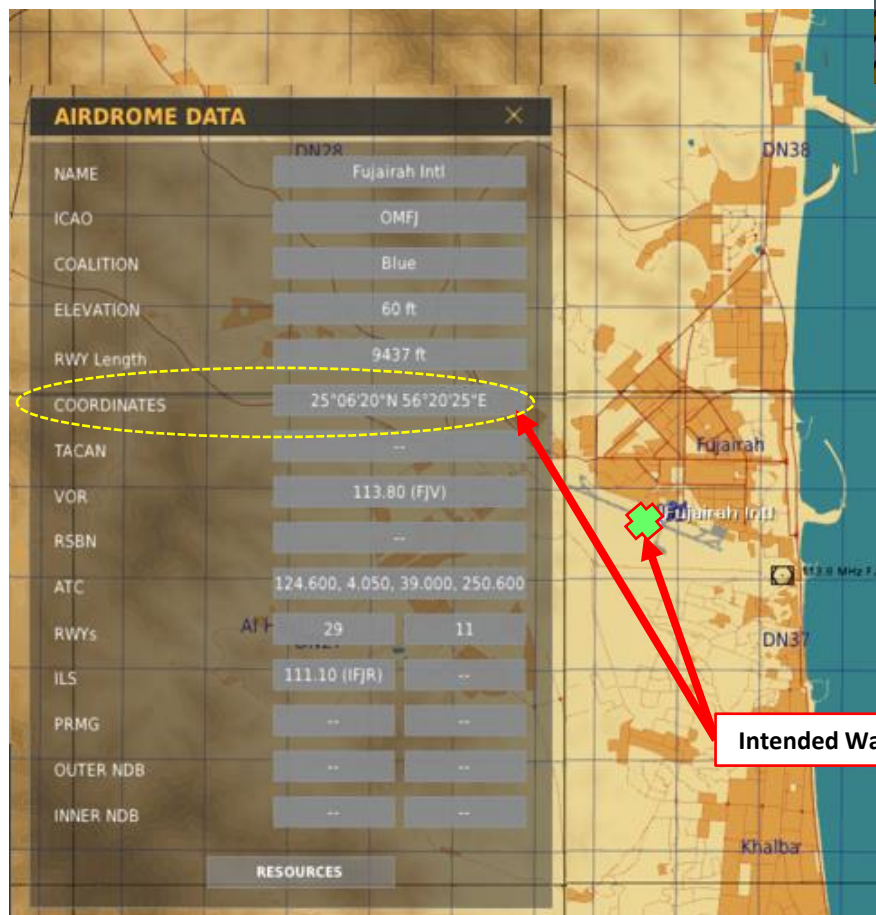 AIRDROME DATA
NAME Fujairah Intl
ICAO OMFJ
COALITION Blue
ELEVATION 60 ft
RWY Length 9437 ft
COORDINATES 25°06'20"N 56°20'25"E
TACAN --
VOR 113.80 (FJV)
RSBN --
ATC 124.600, 4.050, 39.000, 250.600
RWYs 29 11
ILS 111.10 (IFJR) --
PRMG -- --
OUTER NDB -- --
INNER NDB -- --
RESOURCES
DN28
DN38
Fujairah
Fujairah Intl
113.8 MHz F
Al H
DN27
DN37
Intended Wa
Khalbar